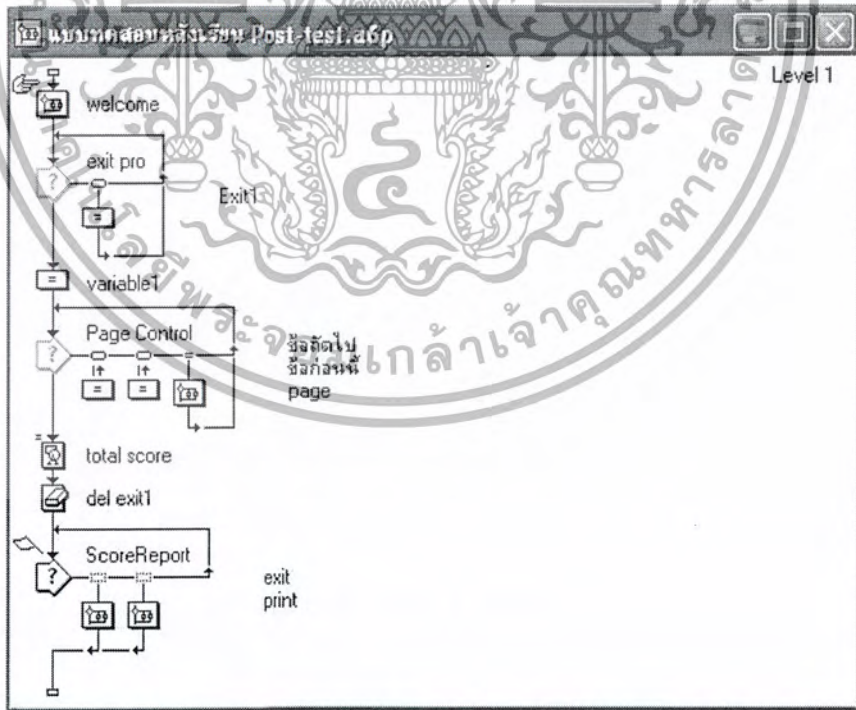 แบบทดสอบหลังเรียน Post-test.a6p
Level 1
welcome
exit pro
Exit1
variable1
Page Control
ข้อถัดไป
ข้อก่อนนี้
page
total score
del exit1
ScoreReport
exit
print